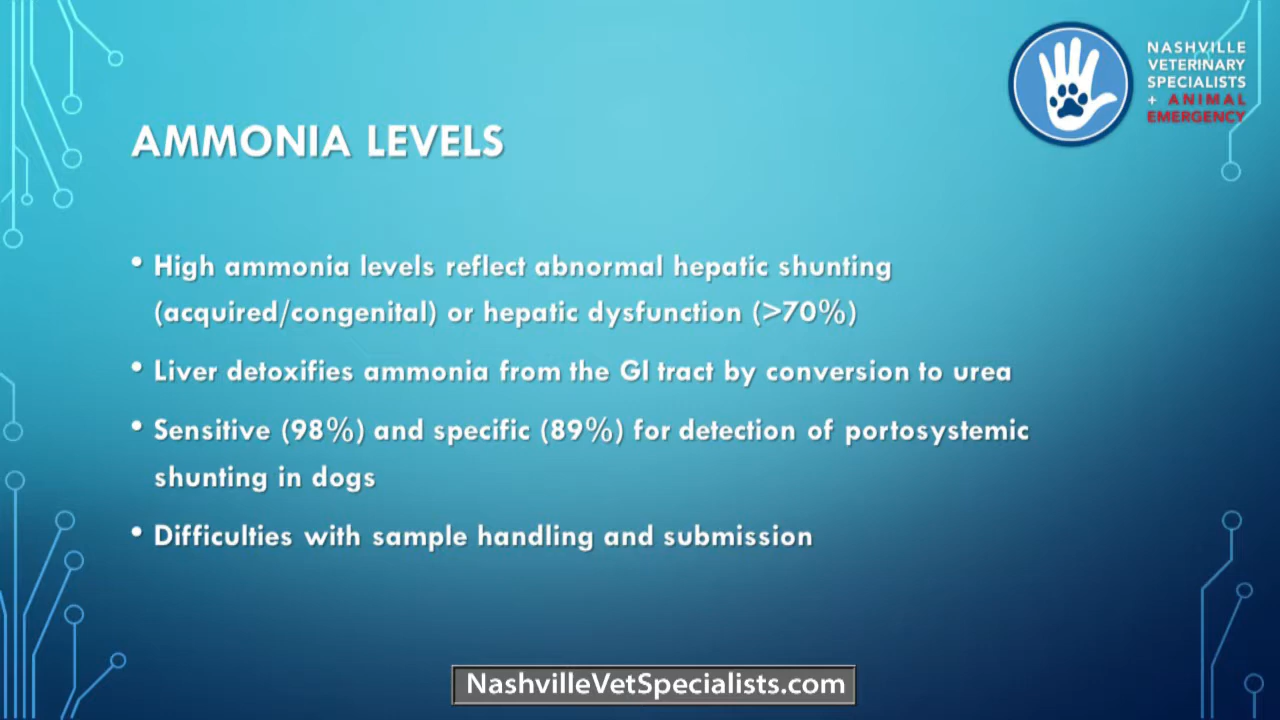 NASHVILLE
VETERINARY
SPECIALISTS
+ ANIMAL
EMERGENCY
AMMONIA LEVELS
• High ammonia levels reflect abnormal hepatic shunting
(acquired/congenital) or hepatic dysfunction (>70%)
• Liver detoxifies ammonia from the GI tract by conversion to urea
• Sensitive (98%) and specific (89%) for detection of portosystemic
shunting in dogs
• Difficulties with sample handling and submission
NashvilleVetSpecialists.com